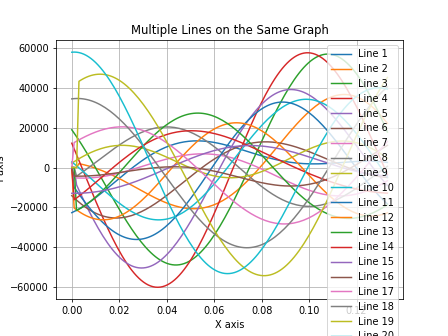 Multiple Lines on the Same Graph
60000
40000
20000
0
−20000
−40000
−60000
0.00
0.02
0.04
0.06
0.08
0.10
X axis
axis
Line 1
Line 2
Line 3
Line 4
Line 5
Line 6
Line 7
Line 8
Line 9
Line 10
Line 11
Line 12
Line 13
Line 14
Line 15
Line 16
Line 17
Line 18
Line 19
Line 20